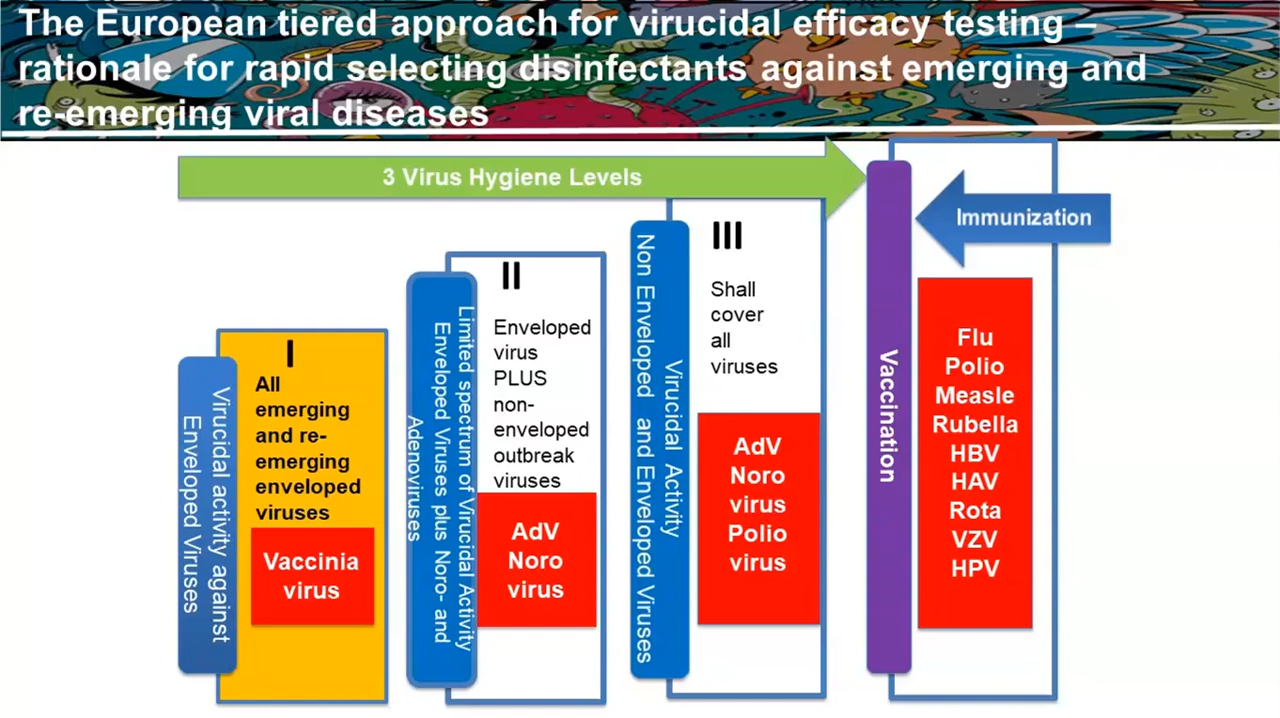 The European tiered approach for virucidal efficacy testing –
rationale for rapid selecting disinfectants against emerging and
re-emerging viral diseases
3 Virus Hygiene Levels
Virucidal activity against
Enveloped Viruses
I
All
emerging
and re-
emerging
enveloped
viruses
Vaccinia
virus
Limited spectrum of Virucidal Activity
Enveloped Viruses plus Noro- and
Adenoviruses
II
Enveloped
virus
PLUS
non-
enveloped
outbreak
viruses
AdV
Noro
virus
Virucidal Activity
Non Enveloped and Enveloped Viruses
III
Shall
cover
all
viruses
AdV
Noro
virus
Polio
virus
Vaccination
Immunization
Flu
Polio
Measle
Rubella
HBV
HAV
Rota
VZV
HPV